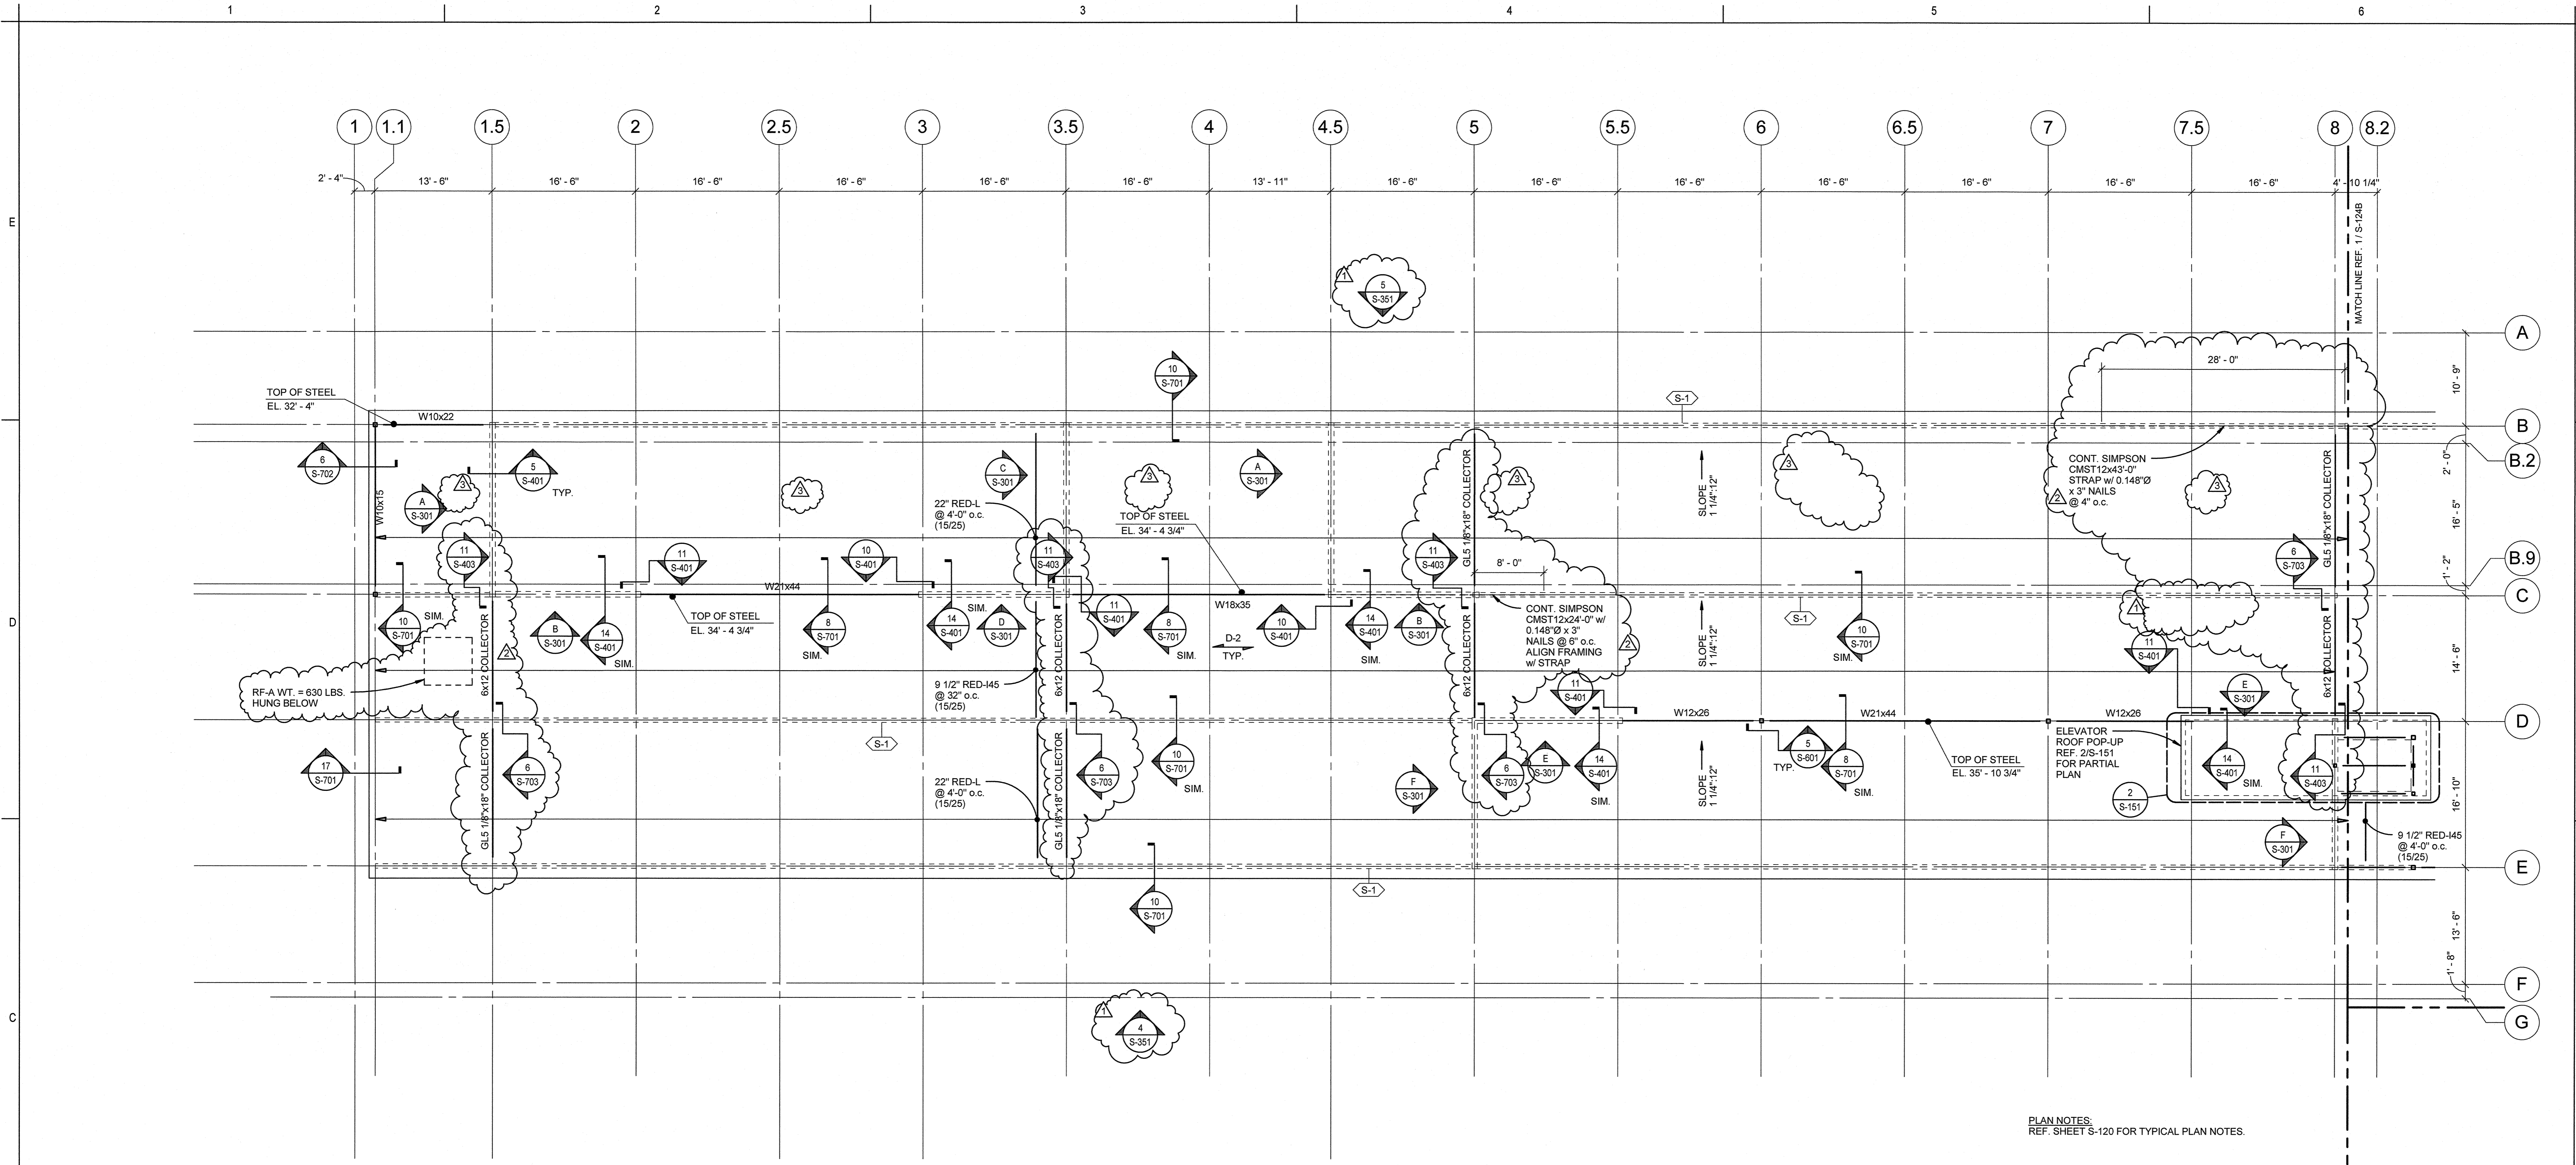 1
2
3
4
5
6
1
1.1
1.5
2
2.5
3
3.5
4
4.5
5
5.5
6
6.5
7
7.5
8
8.2
2' - 4"
13' - 6"
16' - 6"
16' - 6"
16' - 6"
16' - 6"
16' - 6"
13' - 11"
16' - 6"
16' - 6"
16' - 6"
16' - 6"
16' - 6"
16' - 6"
16' - 6"
4' - 10 1/4"
E
MATCH LINE REF. 1 / S-124B
1
5
S-351
A
28' - 0"
10' - 9"
10
S-701
TOP OF STEEL
EL. 32' - 4"
W10x22
S-1
B
B.2
2' - 0"
6
S-702
5
S-401
TYP.
3
A
S-301
W10x15
3
C
S-301
22" RED-L
@ 4'-0" o.c.
(15/25)
3
A
S-301
TOP OF STEEL
EL. 34' - 4 3/4"
GL5 1/8"x18" COLLECTOR
3
SLOPE
1 1/4":12"
3
CONT. SIMPSON
CMST12x43'-0"
STRAP w/ 0.148"Ø
x 3" NAILS
@ 4" o.c.
2
3
GL5 1/8"x18" COLLECTOR
16' - 5"
11
S-403
11
S-401
10
S-401
11
S-403
11
S-403
8' - 0"
6
S-703
B.9
1' - 2"
W21x44
W18x35
C
D
10
S-701
SIM.
B
S-301
14
S-401
SIM.
TOP OF STEEL
EL. 34' - 4 3/4"
8
S-701
SIM.
14
S-401
SIM.
D
S-301
11
S-401
8
S-701
SIM.
D-2
TYP.
10
S-401
14
S-401
SIM.
B
S-301
CONT. SIMPSON
CMST12x24'-0" w/
0.148"Ø x 3"
NAILS @ 6" o.c.
ALIGN FRAMING
w/ STRAP
2
SLOPE
1 1/4":12"
S-1
10
S-701
SIM.
1
11
S-401
14' - 6"
RF-A WT. = 630 LBS.
HUNG BELOW
6x12 COLLECTOR
2
9 1/2" RED-I45
@ 32" o.c.
(15/25)
6x12 COLLECTOR
6x12 COLLECTOR
11
S-401
6x12 COLLECTOR
E
S-301
W12x26
W21x44
W12x26
D
S-1
17
S-701
GL5 1/8"x18" COLLECTOR
6
S-703
22" RED-L
@ 4'-0" o.c.
(15/25)
GL5 1/8"x18" COLLECTOR
6
S-703
10
S-701
SIM.
F
S-301
6
S-703
E
S-301
14
S-401
SIM.
SLOPE
1 1/4":12"
5
S-601
TYP.
8
S-701
SIM.
TOP OF STEEL
EL. 35' - 10 3/4"
ELEVATOR
ROOF POP-UP
REF. 2/S-151
FOR PARTIAL
PLAN
2
S-151
14
S-401
SIM.
11
S-403
16' - 10"
F
S-301
9 1/2" RED-I45
@ 4'-0" o.c.
(15/25)
E
S-1
10
S-701
13' - 6"
1' - 8"
F
G
C
1
4
S-351
PLAN NOTES:
REF. SHEET S-120 FOR TYPICAL PLAN NOTES.